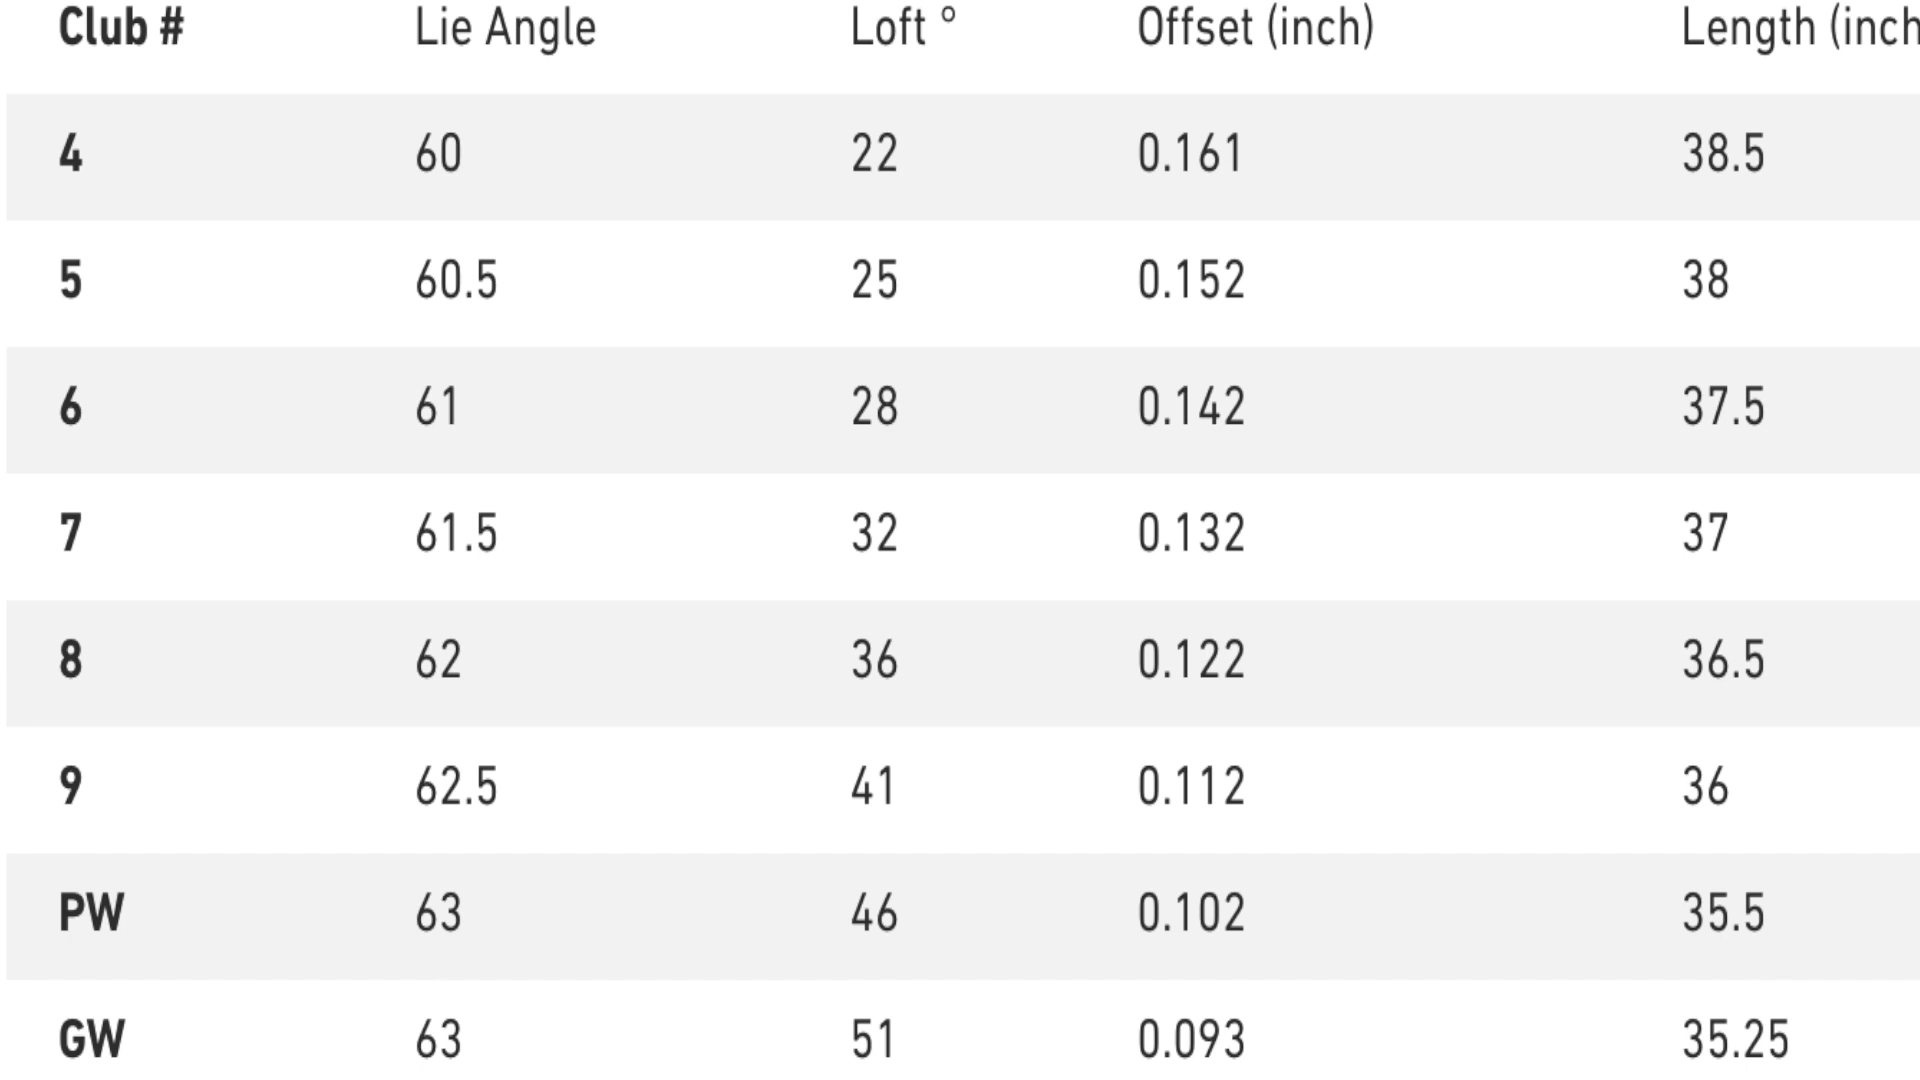 Club # Lie Angle Loft ° Offset (inch) Length (inch
4 60 22 0.161 38.5
5 60.5 25 0.152 38
6 61 28 0.142 37.5
7 61.5 32 0.132 37
8 62 36 0.122 36.5
9 62.5 41 0.112 36
PW 63 46 0.102 35.5
GW 63 51 0.093 35.25